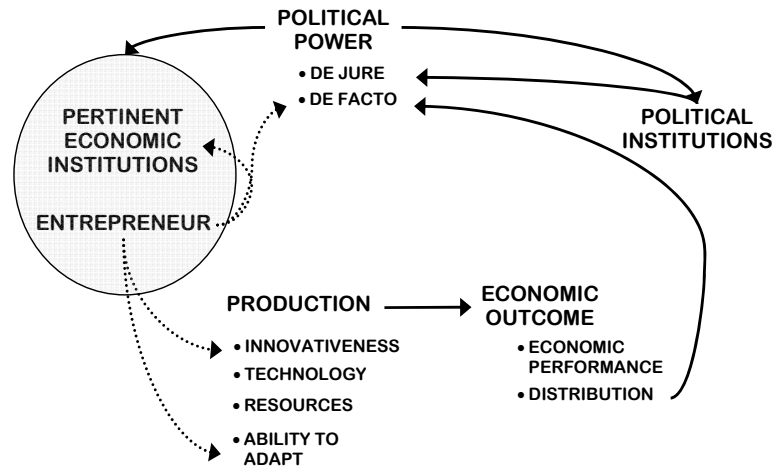 POLITICAL
POWER
• DE JURE
• DE FACTO
POLITICAL
INSTITUTIONS
PERTINENT
ECONOMIC
INSTITUTIONS
ENTREPRENEUR
PRODUCTION
• INNOVATIVENESS
• TECHNOLOGY
• RESOURCES
• ABILITY TO
ADAPT
ECONOMIC
OUTCOME
• ECONOMIC
PERFORMANCE
• DISTRIBUTION